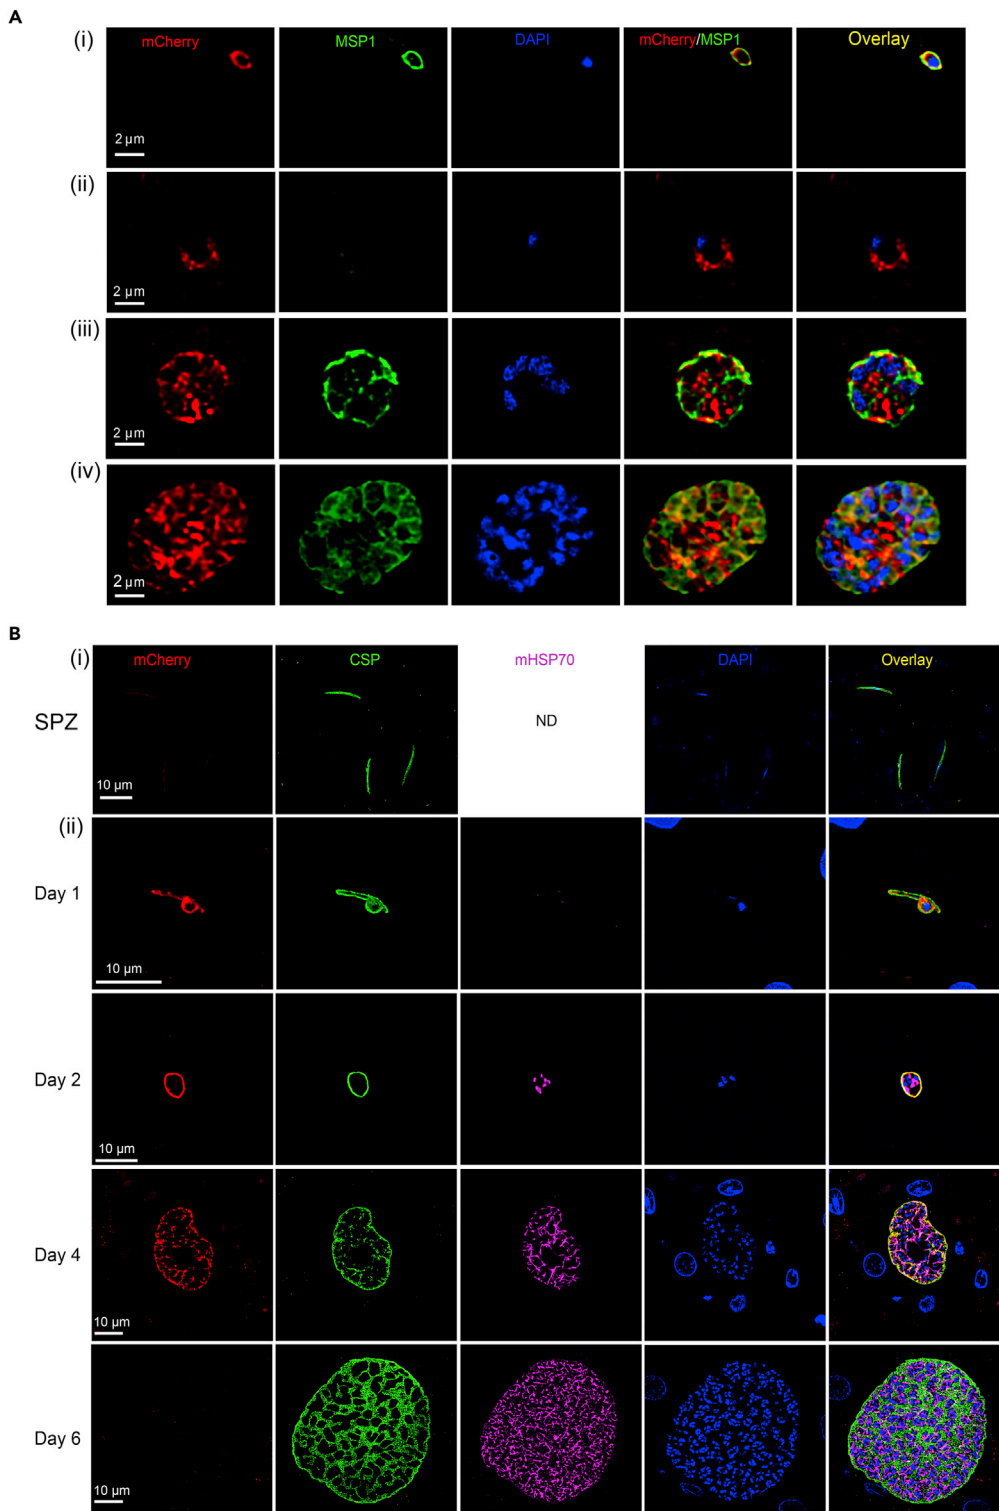 A
(i)
mCherry
MSP1
DAPI
mCherry/MSP1
Overlay
2 µm
(ii)
2 µm
(iii)
2 µm
(iv)
2 µm
B
(i)
mCherry
CSP
mHSP70
DAPI
Overlay
SPZ
ND
10 µm
(ii)
Day 1
10 µm
Day 2
10 µm
Day 4
10 µm
Day 6
10 µm